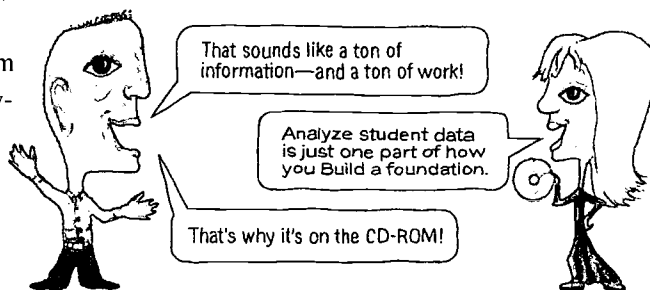 m
y-
That sounds like a ton of
information—and a ton of work!
Analyze student data
is just one part of how
you Build a foundation.
That's why it's on the CD-ROM!